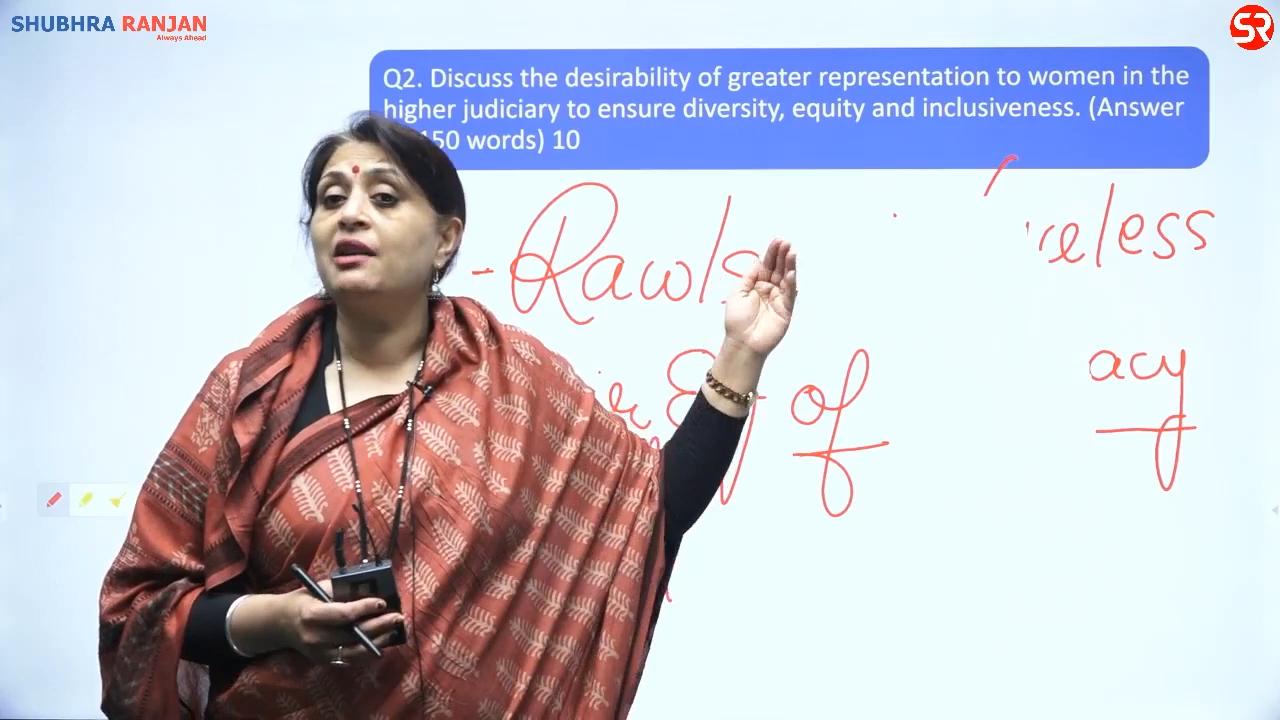 SHUBHRA RANJAN
Always Ahead
SR
Q2. Discuss the desirability of greater representation to women in the
higher judiciary to ensure diversity, equity and inclusiveness. (Answer
50 words) 10
- Rawls
eless
of
acy